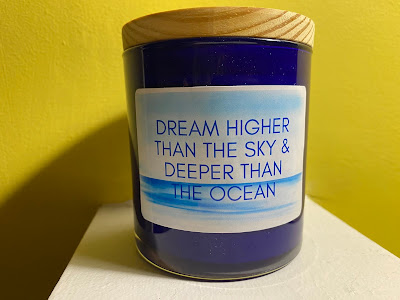 DREAM HIGHER
THAN THE SKY &
DEEPER THAN
THE OCEAN